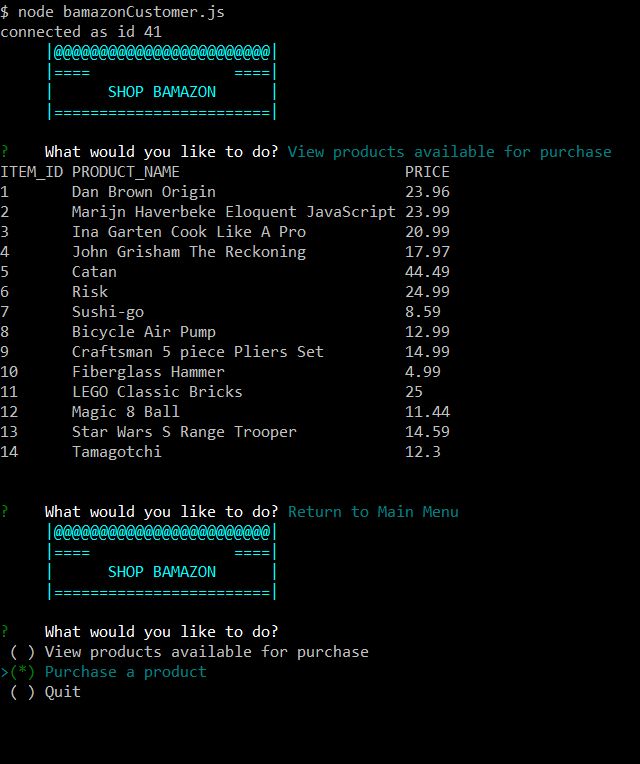 $ node bamazonCustomer.js
connected as id 41
|@@@@@@@@@@@@@@@@@@@@@@@@|
|====                ====|
|      SHOP BAMAZON      |
|========================|
?    What would you like to do? View products available for purchase
ITEM_ID PRODUCT_NAME                         PRICE
1       Dan Brown Origin                     23.96
2       Marijn Haverbeke Eloquent JavaScript 23.99
3       Ina Garten Cook Like A Pro           20.99
4       John Grisham The Reckoning           17.97
5       Catan                                44.49
6       Risk                                 24.99
7       Sushi-go                             8.59
8       Bicycle Air Pump                     12.99
9       Craftsman 5 piece Pliers Set         14.99
10      Fiberglass Hammer                    4.99
11      LEGO Classic Bricks                  25
12      Magic 8 Ball                         11.44
13      Star Wars S Range Trooper            14.59
14      Tamagotchi                           12.3
?    What would you like to do? Return to Main Menu
|@@@@@@@@@@@@@@@@@@@@@@@@|
|====                ====|
|      SHOP BAMAZON      |
|========================|
?    What would you like to do?
( ) View products available for purchase
>(*) Purchase a product
( ) Quit